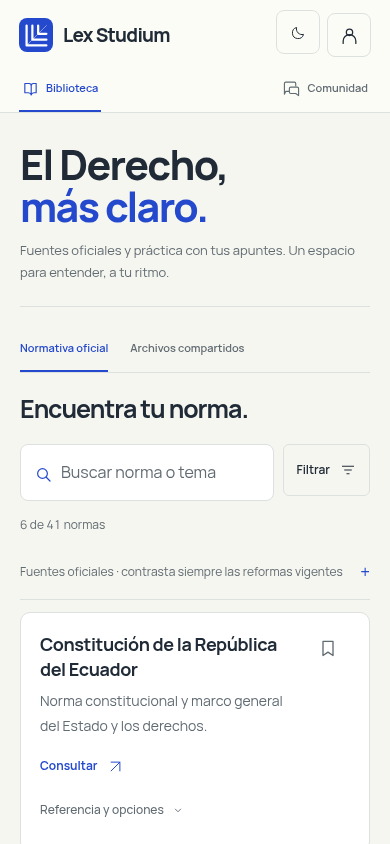 Lex Studium
Biblioteca
Comunidad
El Derecho,
más claro.
Fuentes oficiales y práctica con tus apuntes. Un espacio
para entender, a tu ritmo.
Normativa oficial
Archivos compartidos
Encuentra tu norma.
Buscar norma o tema
Filtrar
6 de 41 normas
Fuentes oficiales · contrasta siempre las reformas vigentes +
Constitución de la República
del Ecuador
Norma constitucional y marco general
del Estado y los derechos.
Consultar
Referencia y opciones